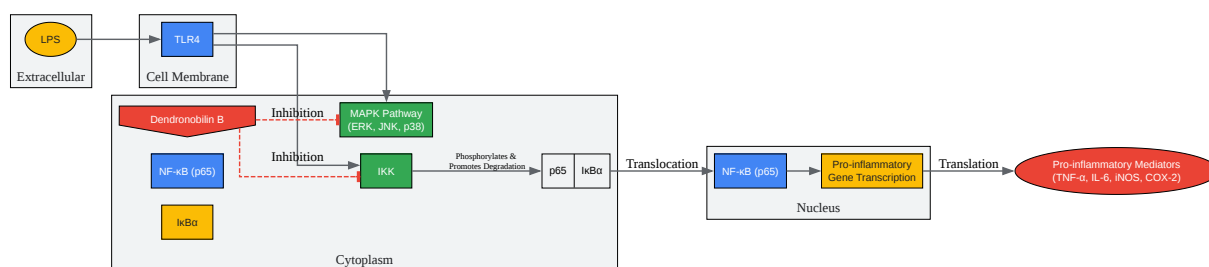 LPS
Extracellular
TLR4
Cell Membrane
Dendronobilin B
Inhibition
MAPK Pathway
(ERK, JNK, p38)
NF-κB (p65)
Inhibition
IKK
Phosphorylates &
Promotes Degradation
p65
IκBα
IκBα
Cytoplasm
Translocation
NF-κB (p65)
Pro-inflammatory
Gene Transcription
Nucleus
Translation
Pro-inflammatory Mediators
(TNF-α, IL-6, iNOS, COX-2)